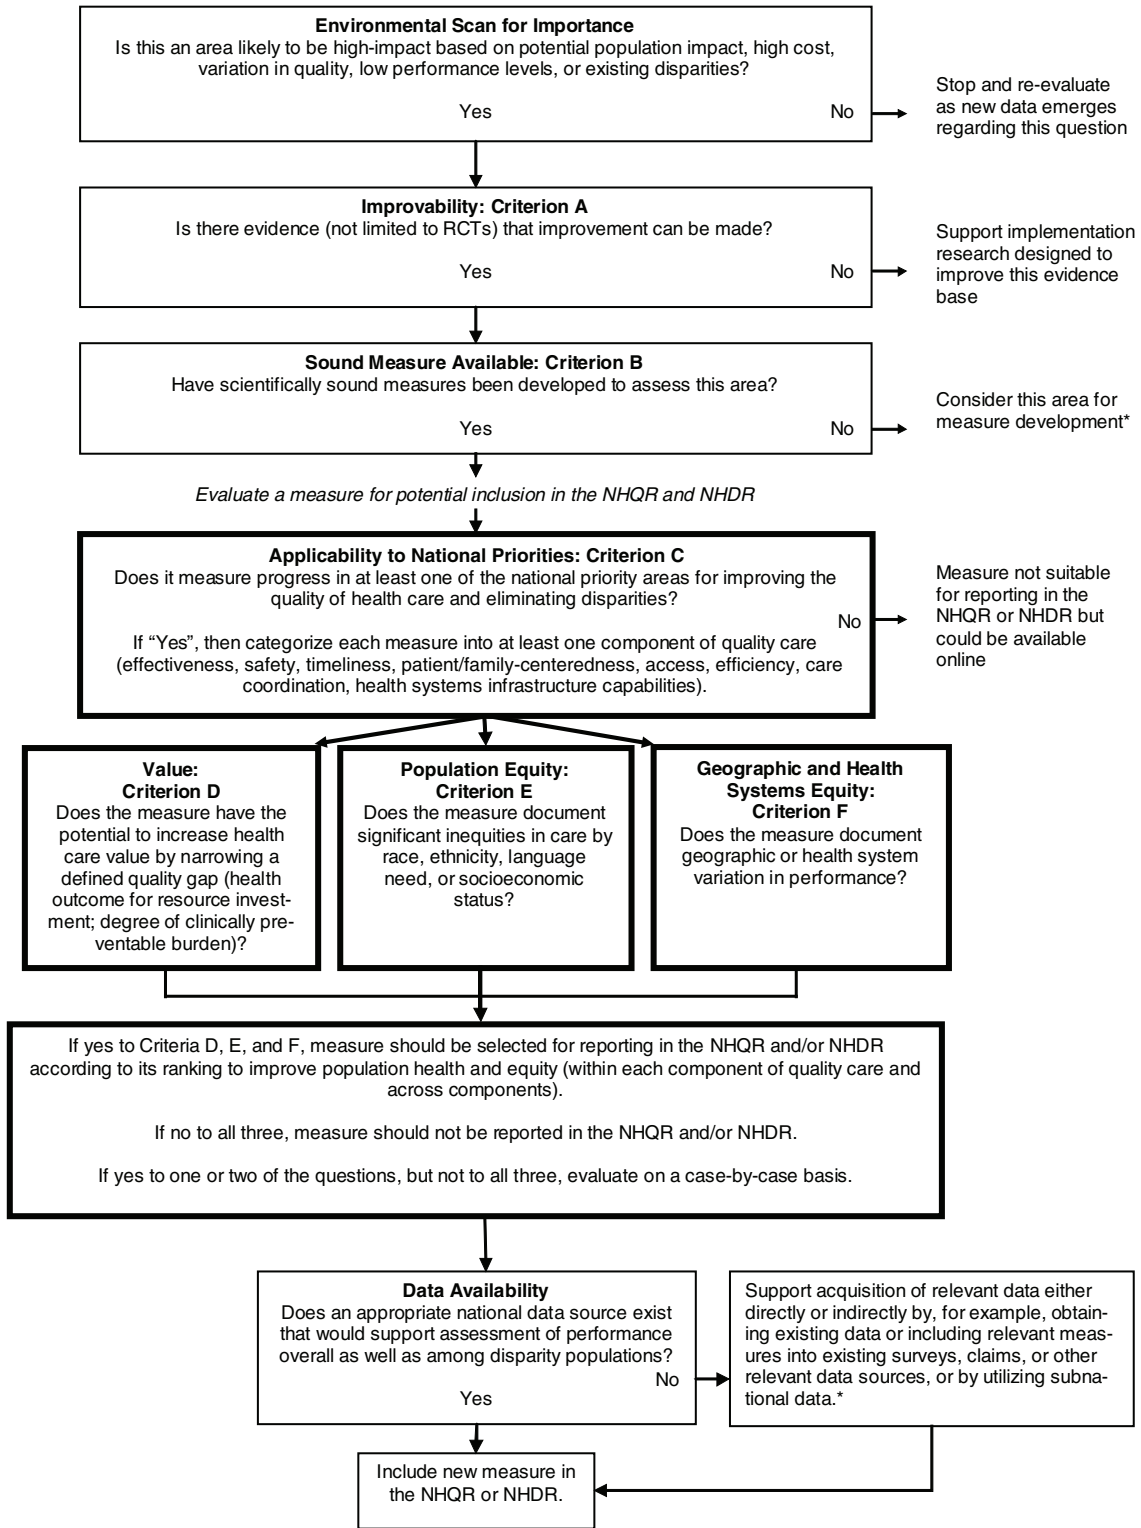 Environmental Scan for Importance
Is this an area likely to be high-impact based on potential population impact, high cost,
variation in quality, low performance levels, or existing disparities?
Yes
No
Stop and re-evaluate
as new data emerges
regarding this question
Improvability: Criterion A
Is there evidence (not limited to RCTs) that improvement can be made?
Yes
No
Support implementation
research designed to
improve this evidence
base
Sound Measure Available: Criterion B
Have scientifically sound measures been developed to assess this area?
Yes
No
Consider this area for
measure development*
Evaluate a measure for potential inclusion in the NHQR and NHDR
Applicability to National Priorities: Criterion C
Does it measure progress in at least one of the national priority areas for improving the
quality of health care and eliminating disparities?
No
If “Yes”, then categorize each measure into at least one component of quality care
(effectiveness, safety, timeliness, patient/family-centeredness, access, efficiency, care
coordination, health systems infrastructure capabilities).
Measure not suitable
for reporting in the
NHQR or NHDR but
could be available
online
Value:
Criterion D
Does the measure have the
potential to increase health
care value by narrowing a
defined quality gap (health
outcome for resource invest-
ment; degree of clinically pre-
ventable burden)?
Population Equity:
Criterion E
Does the measure document
significant inequities in care by
race, ethnicity, language
need, or socioeconomic
status?
Geographic and Health
Systems Equity:
Criterion F
Does the measure document
geographic or health system
variation in performance?
If yes to Criteria D, E, and F, measure should be selected for reporting in the NHQR and/or NHDR
according to its ranking to improve population health and equity (within each component of quality care and
across components).
If no to all three, measure should not be reported in the NHQR and/or NHDR.
If yes to one or two of the questions, but not to all three, evaluate on a case-by-case basis.
Data Availability
Does an appropriate national data source exist
that would support assessment of performance
overall as well as among disparity populations?
No
Yes
Support acquisition of relevant data either
directly or indirectly by, for example, obtain-
ing existing data or including relevant meas-
ures into existing surveys, claims, or other
relevant data sources, or by utilizing subna-
tional data.*
Include new measure in
the NHQR or NHDR.